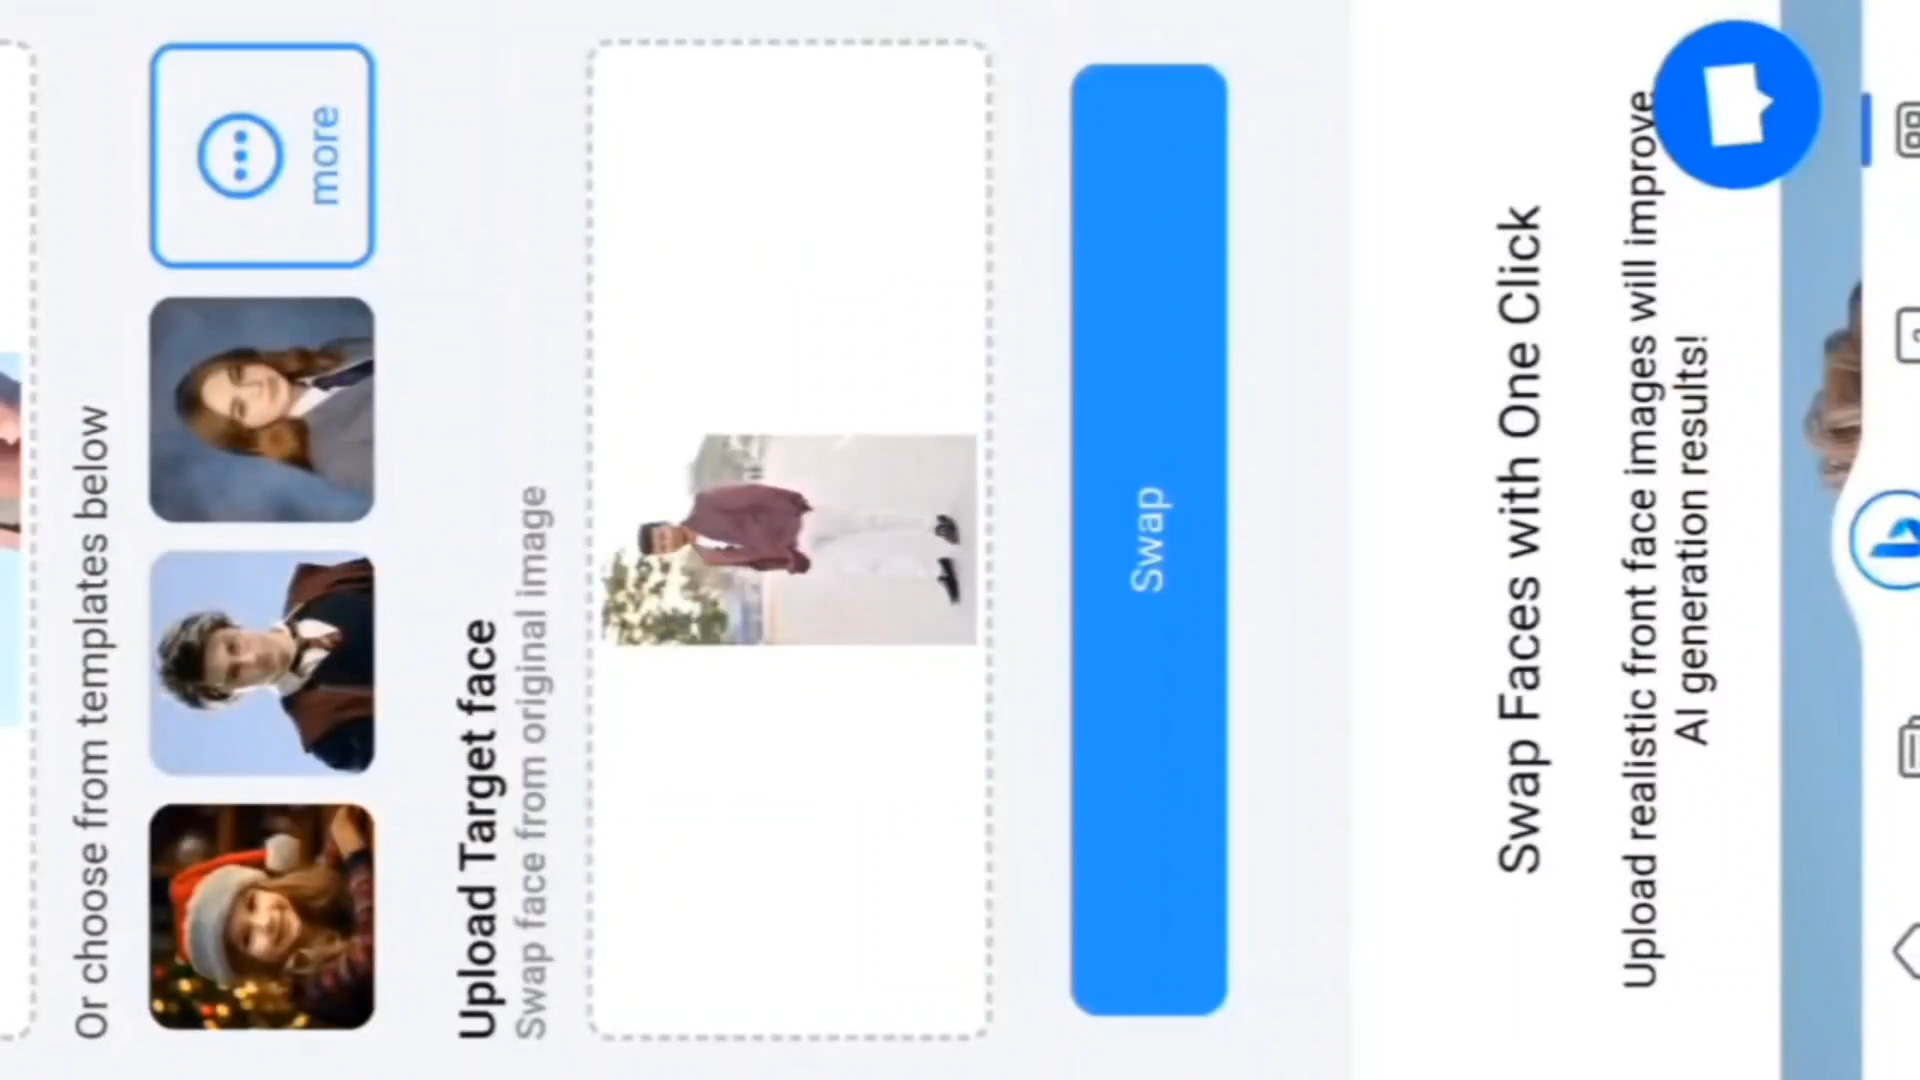 Or choose from templates below
more
Upload Target face
Swap face from original image
Swap
Swap Faces with One Click
Upload realistic front face images will improve
AI generation results!